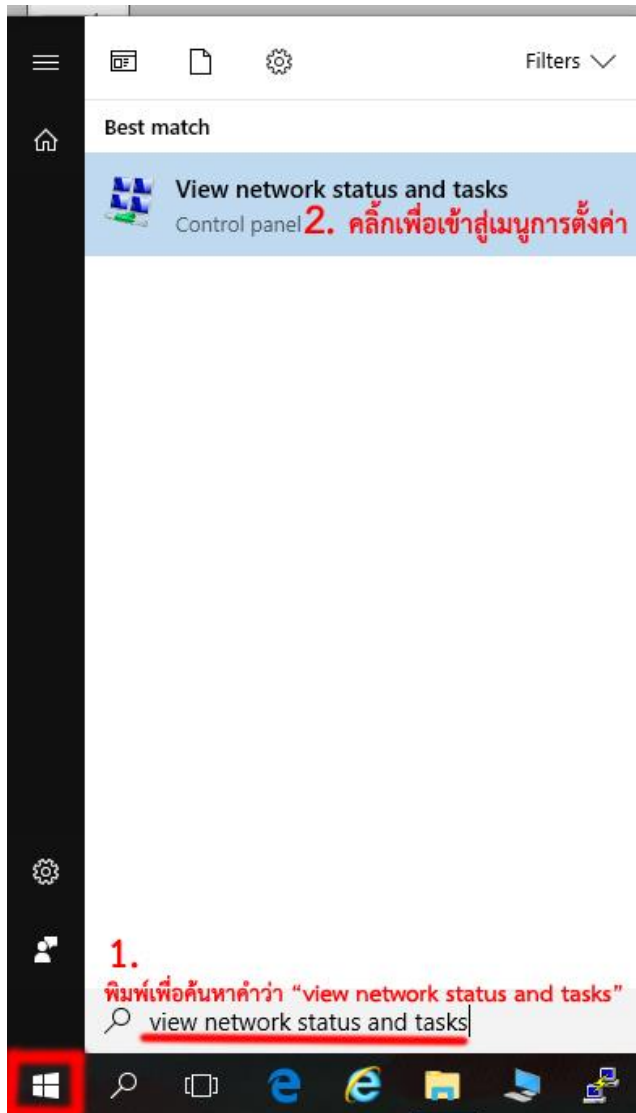 Filters
Best match
View network status and tasks
Control panel 2. คลิ้กเพื่อเข้าสู่เมนูการตั้งค่า
1.
พิมพ์เพื่อค้นหาคำว่า “view network status and tasks”
view network status and tasks